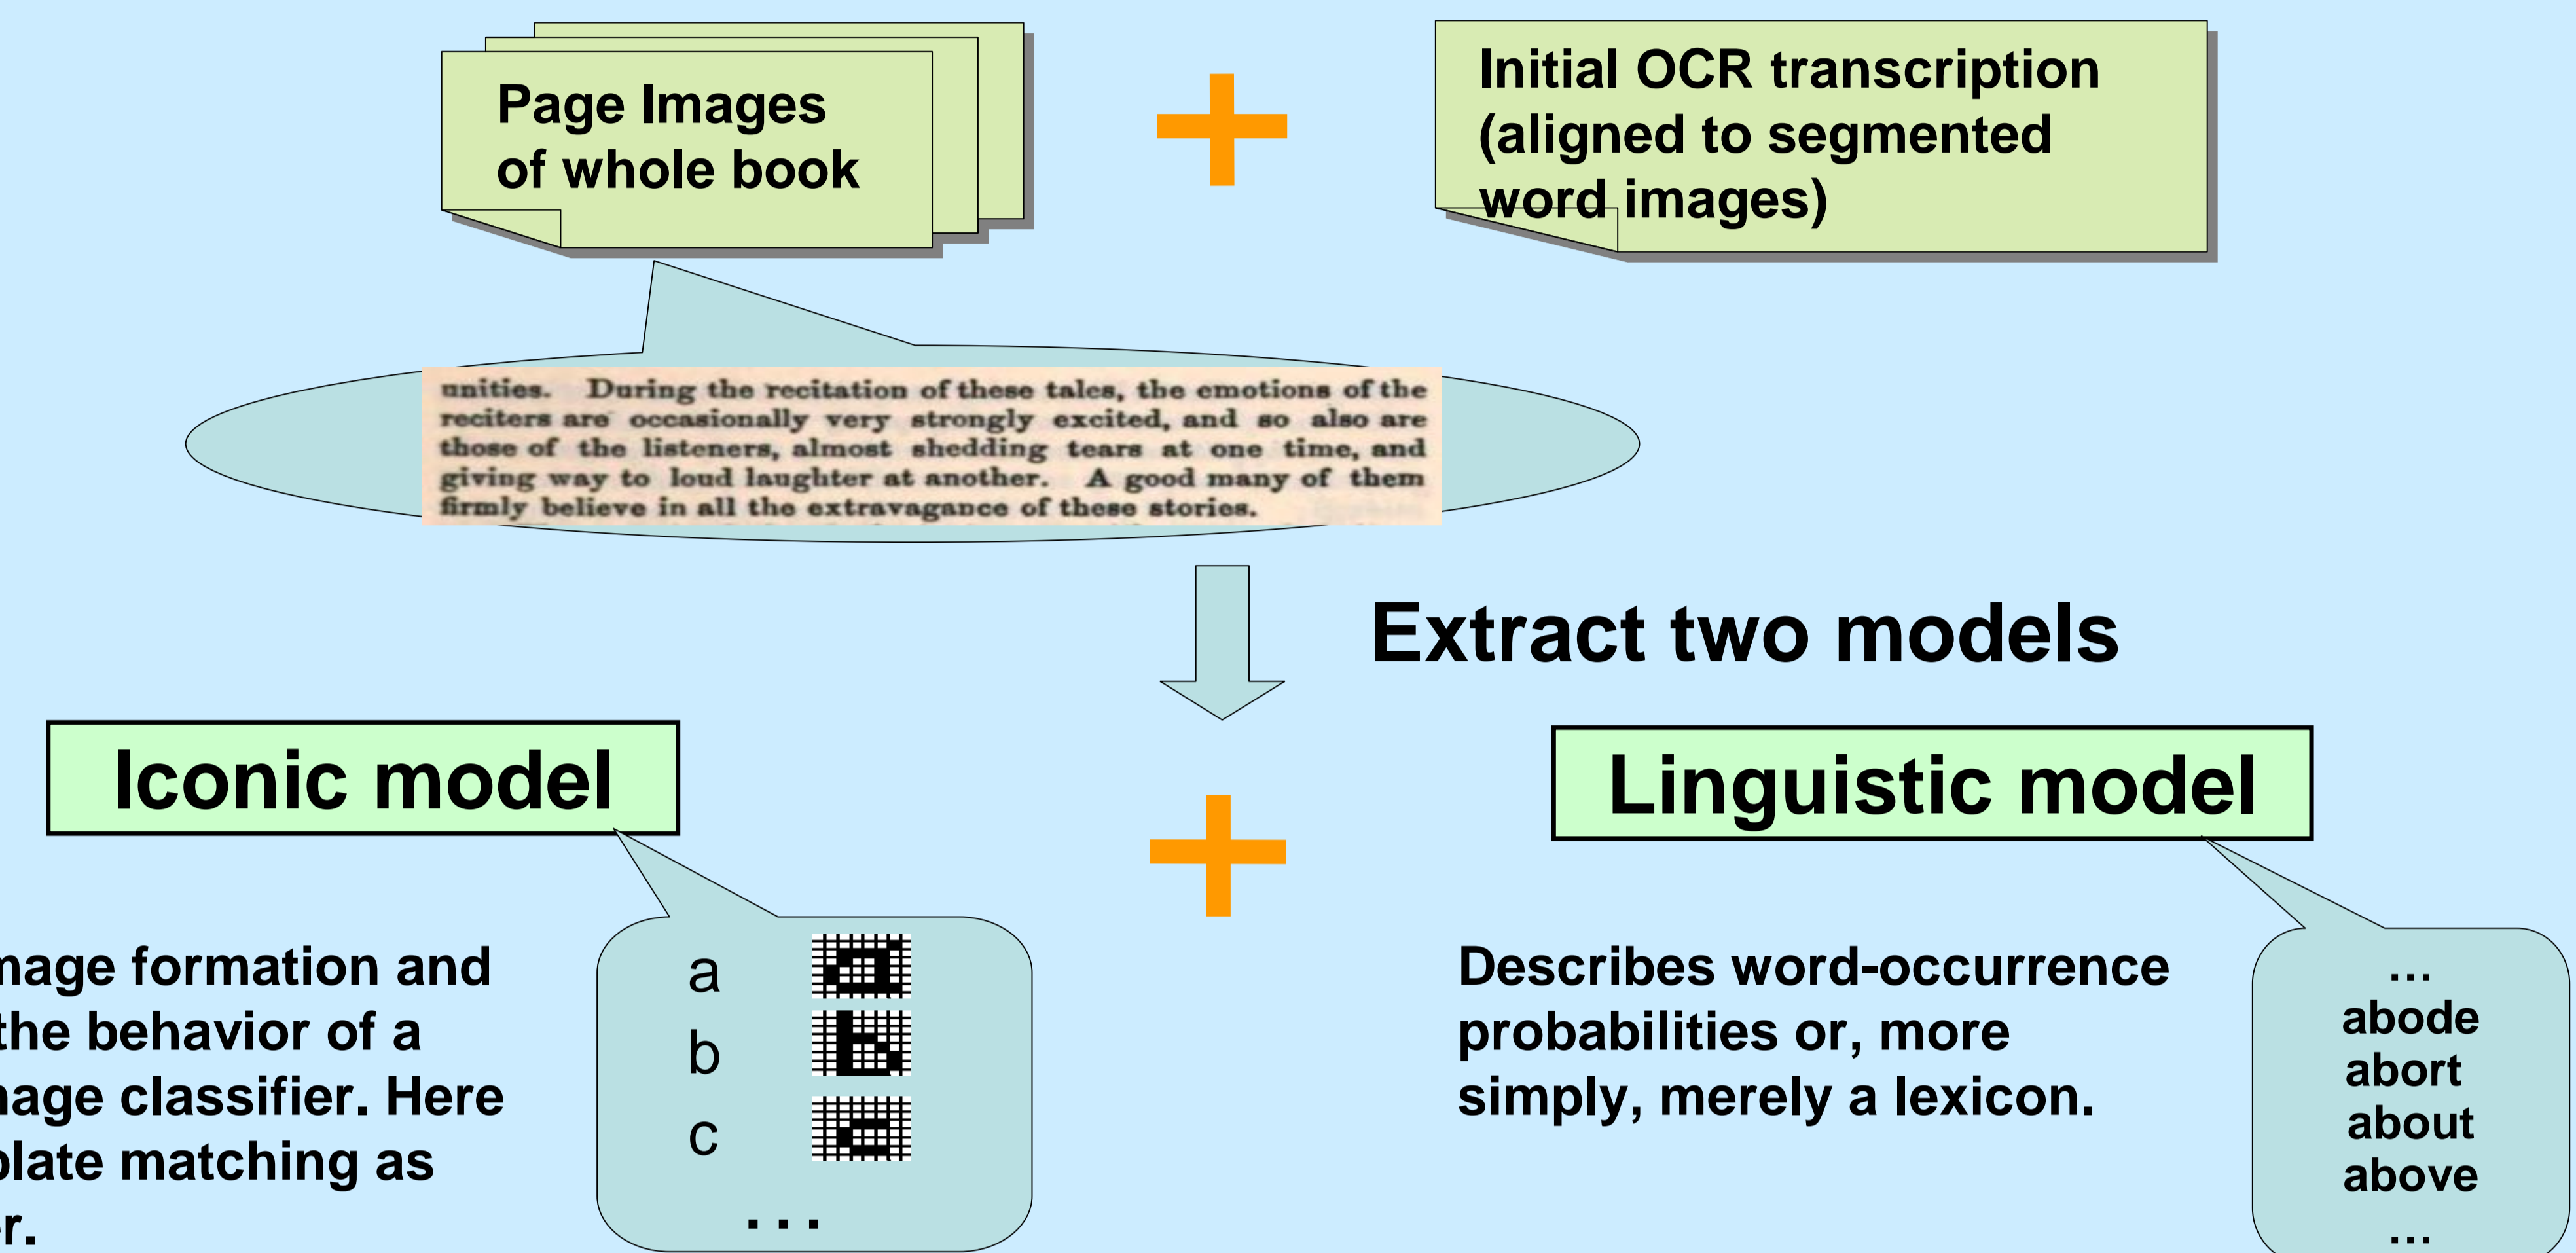 Page Images
of whole book
Initial OCR transcription
(aligned to segmented
word images)
unities. During the recitation of these tales, the emotions of the
reciters are occasionally very strongly excited, and so also are
those of the listeners, almost shedding tears at one time, and
giving way to loud laughter at another. A good many of them
firmly believe in all the extravagance of these stories.
Extract two models
Iconic model
Linguistic model
formation and
the behavior of a
classifier. Here
matching as
a
b
c
...
Describes word-occurrence
probabilities or, more
simply, merely a lexicon.
...
abode
abort
about
above
...